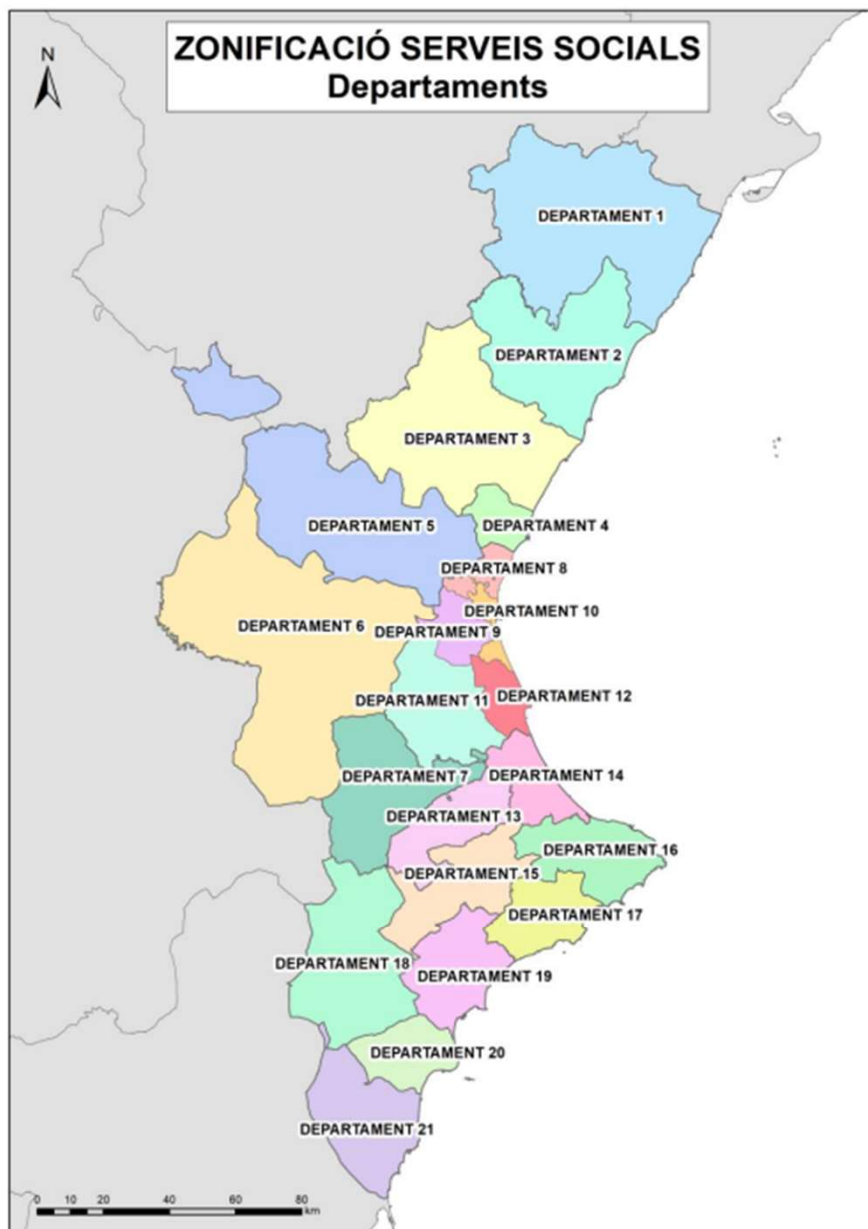 ZONIFICACIÓ SERVEIS SOCIALS
Departaments
N
DEPARTAMENT 1
DEPARTAMENT 2
DEPARTAMENT 3
DEPARTAMENT 5
DEPARTAMENT 4
DEPARTAMENT 8
DEPARTAMENT 10
DEPARTAMENT 6
DEPARTAMENT 9
DEPARTAMENT 12
DEPARTAMENT 11
DEPARTAMENT 7
DEPARTAMENT 14
DEPARTAMENT 13
DEPARTAMENT 16
DEPARTAMENT 15
DEPARTAMENT 17
DEPARTAMENT 18
DEPARTAMENT 19
DEPARTAMENT 20
DEPARTAMENT 21
0 10 20 40 60 80
km